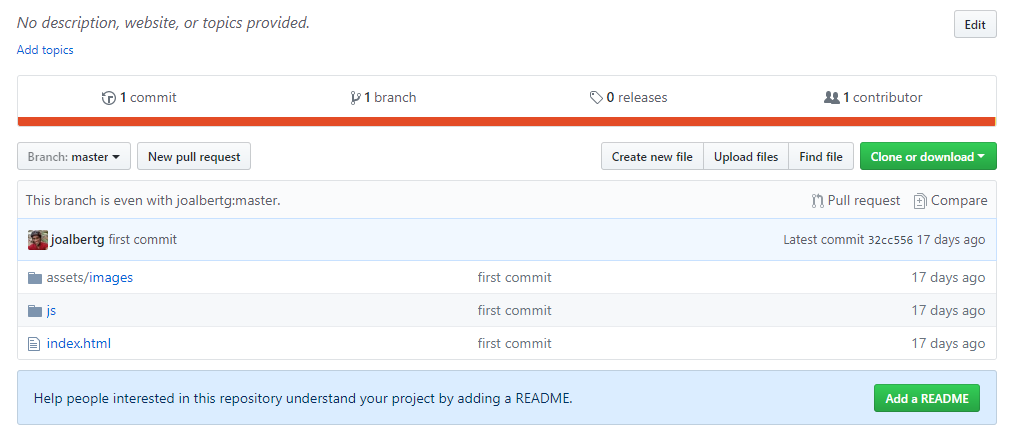 No description, website, or topics provided. Edit
Add topics
1 commit 1 branch 0 releases 1 contributor
Branch: master New pull request Create new file Upload files Find file Clone or download
This branch is even with joalbertg:master. Pull request Compare
joalbertg first commit Latest commit 32cc556 17 days ago
assets/images first commit 17 days ago
js first commit 17 days ago
index.html first commit 17 days ago
Help people interested in this repository understand your project by adding a README. Add a README